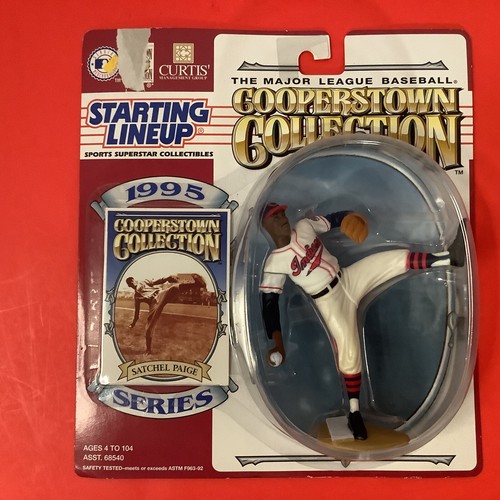 CURTIS
MANAGEMENT GROUP
THE MAJOR LEAGUE BASEBALL®
COOPERSTOWN
COLLECTION
TM
STARTING
LINEUP®
SPORTS SUPERSTAR COLLECTIBLES
1995
COOPERSTOWN
COLLECTION
SATCHEL PAIGE
SERIES
Indians
AGES 4 TO 104
ASST. 68540
SAFETY TESTED–meets or exceeds ASTM F963-92